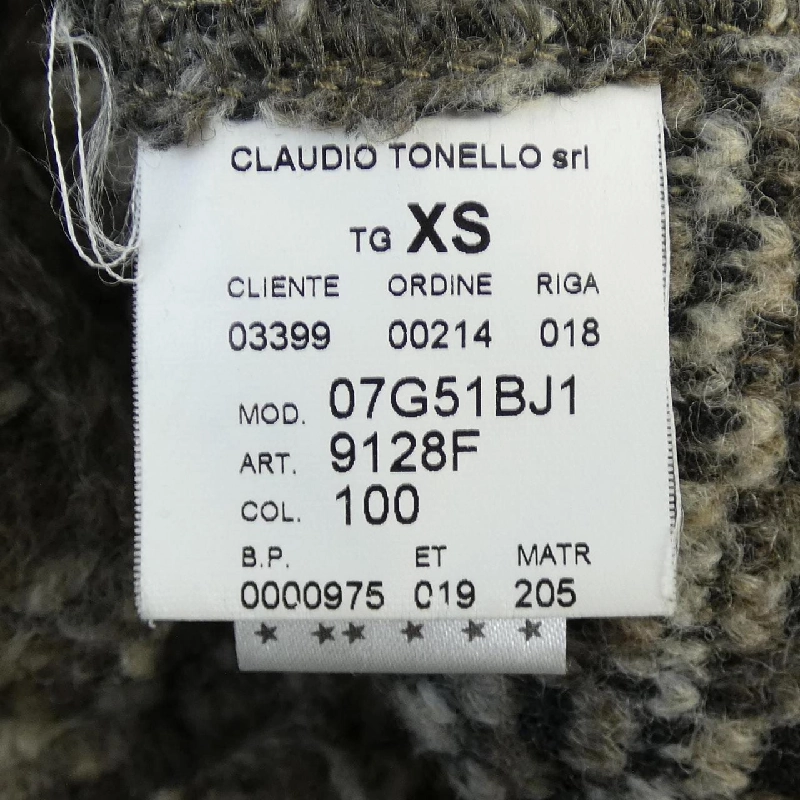 CLAUDIO TONELLO srl
TG XS
CLIENTE ORDINE RIGA
03399 00214 018
MOD. 07G51BJ1
ART. 9128F
COL. 100
B.P. ET MATR
0000975 019 205